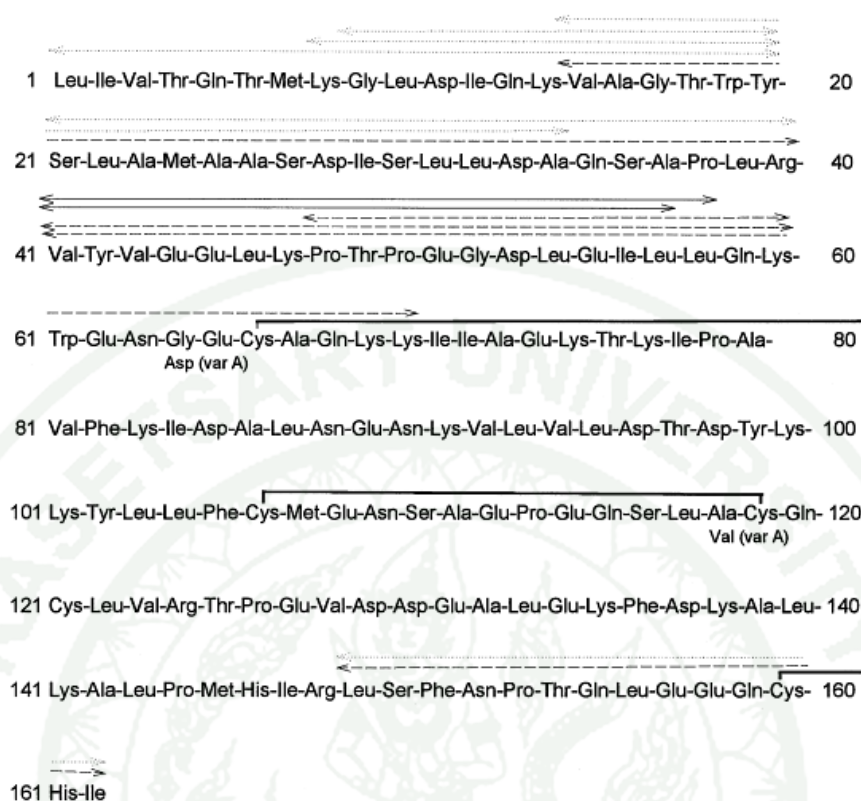 1 Leu-Ile-Val-Thr-Gln-Thr-Met-Lys-Gly-Leu-Asp-Ile-Gln-Lys-Val-Ala-Gly-Thr-Trp-Tyr- 20
21 Ser-Leu-Ala-Met-Ala-Ala-Ser-Asp-Ile-Ser-Leu-Leu-Asp-Ala-Gln-Ser-Ala-Pro-Leu-Arg- 40
41 Val-Tyr-Val-Glu-Glu-Leu-Lys-Pro-Thr-Pro-Glu-Gly-Asp-Leu-Glu-Ile-Leu-Leu-Gln-Lys- 60
61 Trp-Glu-Asn-Gly-Glu-Cys-Ala-Gln-Lys-Lys-Ile-Ile-Ala-Glu-Lys-Thr-Lys-Ile-Pro-Ala- 80
Asp (var A)
81 Val-Phe-Lys-Ile-Asp-Ala-Leu-Asn-Glu-Asn-Lys-Val-Leu-Val-Leu-Asp-Thr-Asp-Tyr-Lys- 100
101 Lys-Tyr-Leu-Leu-Phe-Cys-Met-Glu-Asn-Ser-Ala-Glu-Pro-Glu-Gln-Ser-Leu-Ala-Cys-Gln- 120
Val (var A)
121 Cys-Leu-Val-Arg-Thr-Pro-Glu-Val-Asp-Asp-Glu-Ala-Leu-Glu-Lys-Phe-Asp-Lys-Ala-Leu- 140
141 Lys-Ala-Leu-Pro-Met-His-Ile-Arg-Leu-Ser-Phe-Asn-Pro-Thr-Gln-Leu-Glu-Glu-Gln-Cys- 160
161 His-Ile
KASETSART UNIVERSITY